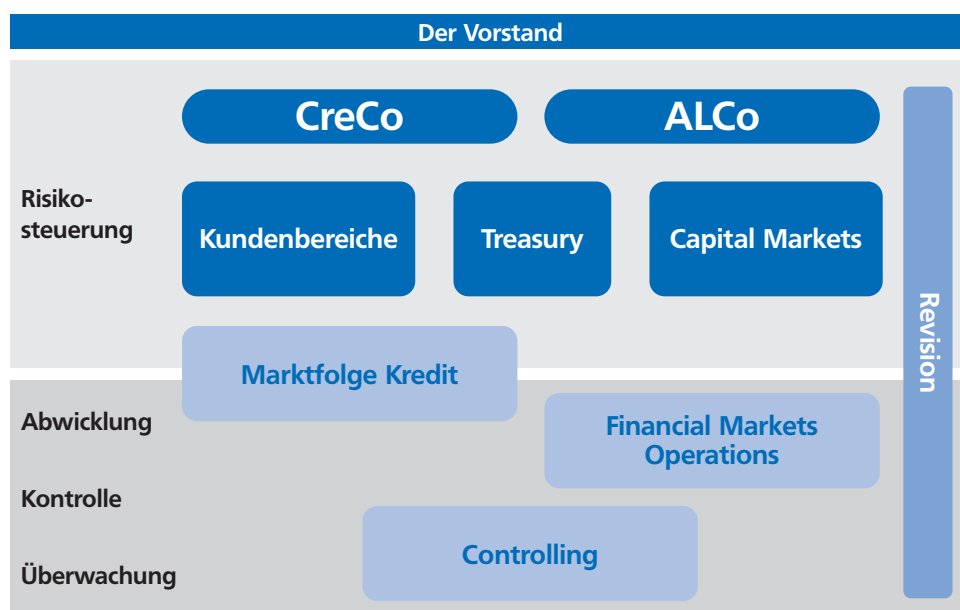 Der Vorstand
CreCo
ALCo
Risiko-
steuerung
Kundenbereiche
Treasury
Capital Markets
Revision
Marktfolge Kredit
Abwicklung
Financial Markets
Operations
Kontrolle
Controlling
Überwachung